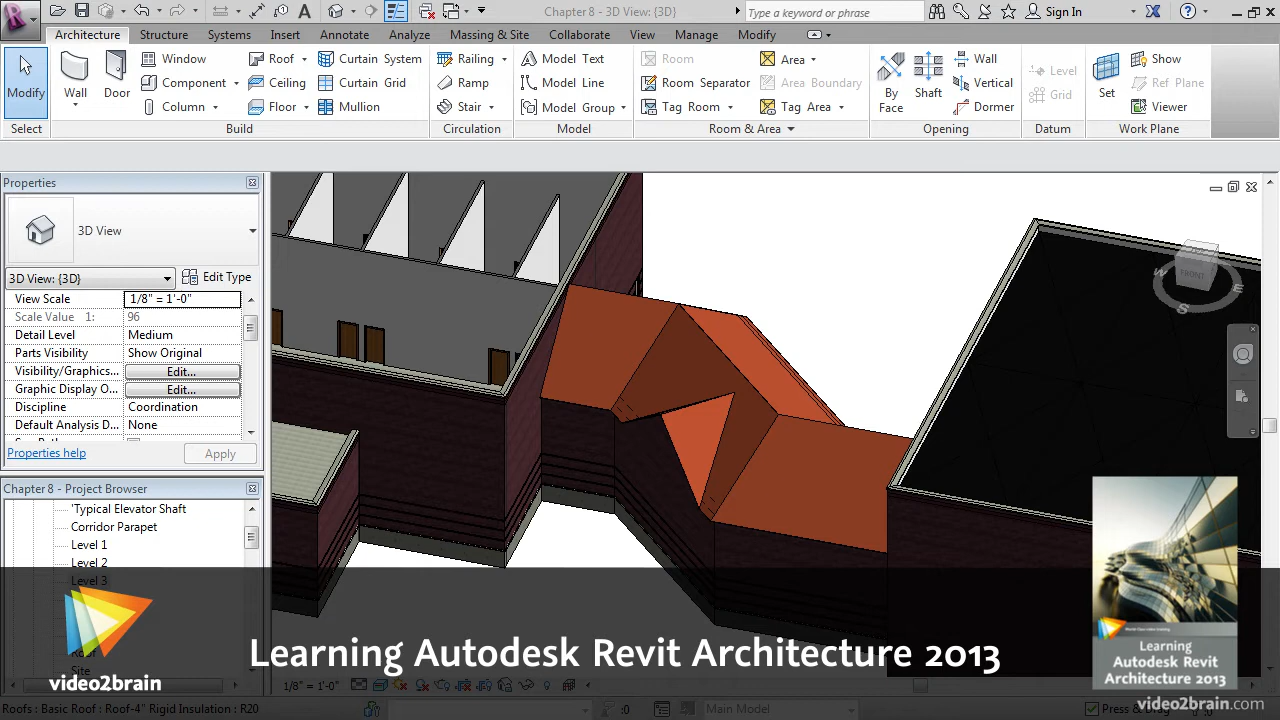 Chapter 8 - 3D View: {3D}
Type a keyword or phrase
Sign In
Architecture Structure Systems Insert Annotate Analyze Massing & Site Collaborate View Manage Modify
Modify
Wall
Door
Window
Component
Column
Roof
Ceiling
Floor
Curtain System
Curtain Grid
Mullion
Railing
Ramp
Stair
Model Text
Model Line
Model Group
Room
Room Separator
Tag Room
Area
Area Boundary
Tag Area
By Face
Shaft
Wall
Vertical
Dormer
Level
Grid
Set
Show
Ref Plane
Viewer
Select Build Circulation Model Room & Area Opening Datum Work Plane
Properties
3D View
3D View: {3D} Edit Type
View Scale 1/8" = 1'-0"
Scale Value 1: 96
Detail Level Medium
Parts Visibility Show Original
Visibility/Graphics... Edit...
Graphic Display O... Edit...
Discipline Coordination
Default Analysis D... None
Properties help Apply
Chapter 8 - Project Browser
'Typical Elevator Shaft
Corridor Parapet
Level 1
Level 2
Level 3
Roof
Site
FRONT
W
S
E
Learning Autodesk Revit Architecture 2013
video2brain
Learning
Autodesk Revit
Architecture 2013
video2brain.com
1/8" = 1'-0"
Roofs : Basic Roof : Roof-4" Rigid Insulation : R20
:0
Main Model
Press & Drag